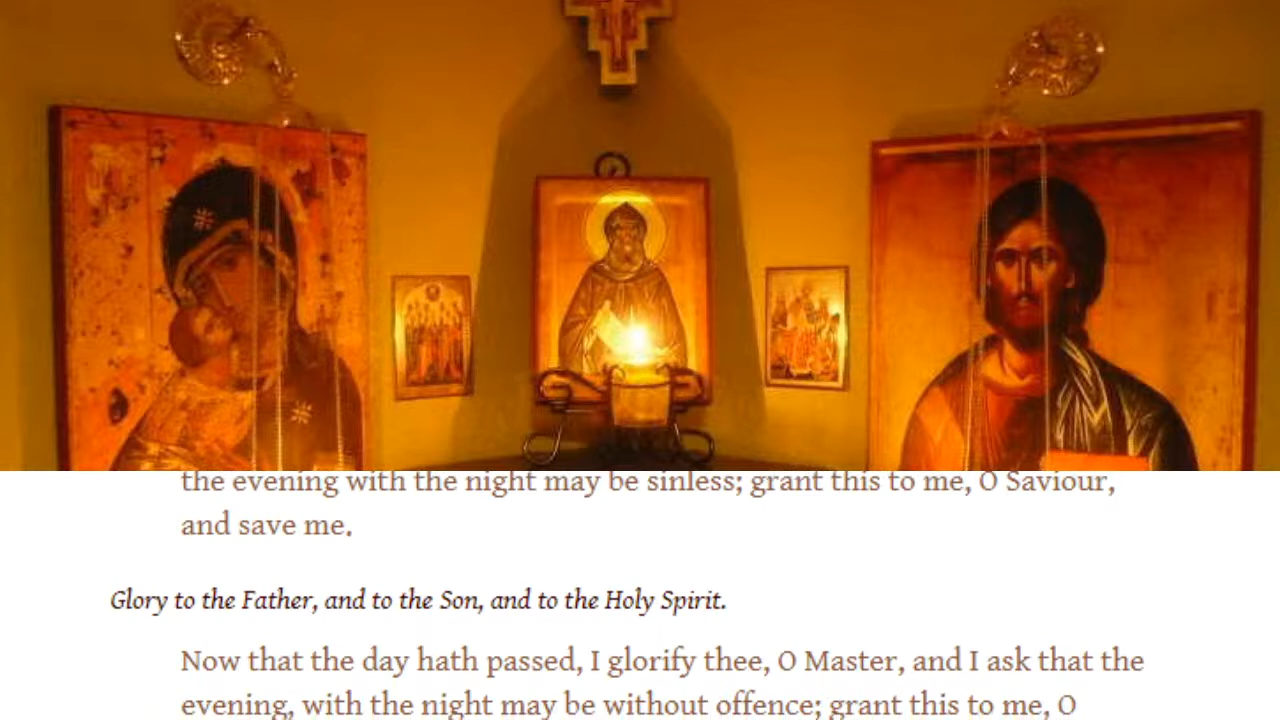 the evening with the night may be sinless; grant this to me, O Saviour,
and save me.
Glory to the Father, and to the Son, and to the Holy Spirit.
Now that the day hath passed, I glorify thee, O Master, and I ask that the
evening, with the night may be without offence; grant this to me, O